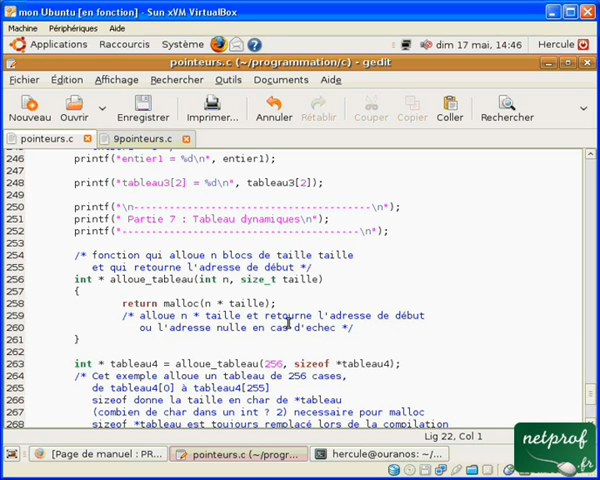 mon Ubuntu [en fonction] - Sun xVM VirtualBox
Machine Périphériques Aide
Applications Raccourcis Système dim 17 mai, 14:46 Hercule
pointeurs.c (~/programmation/c) - gedit
Fichier Édition Affichage Rechercher Outils Documents Aide
Nouveau Ouvrir Enregistrer Imprimer... Annuler Rétablir Couper Copier Coller Rechercher
pointeurs.c 9pointeurs.c
246 printf("entier1 = %d\n", entier1);
247
248 printf("tableau3[2] = %d\n", tableau3[2]);
249
250 printf("\n---------------------------------------\n");
251 printf(" Partie 7 : Tableau dynamiques\n");
252 printf("---------------------------------------\n");
253
254 /* fonction qui alloue n blocs de taille taille
255 et qui retourne l'adresse de début */
256 int * alloue_tableau(int n, size_t taille)
257 {
258 return malloc(n * taille);
259 /* alloue n * taille et retourne l'adresse de début
260 ou l'adresse nulle en cas d'echec */
261 }
262
263 int * tableau4 = alloue_tableau(256, sizeof *tableau4);
264 /* Cet exemple alloue un tableau de 256 cases,
265 de tableau4[0] à tableau4[255]
266 sizeof donne la taille en char de *tableau
267 (combien de char dans un int ? 2) necessaire pour malloc
268 sizeof *tableau est toujours remplacé lors de la compilation
Lig 22, Col 1
[Page de manuel : PR... pointeurs.c (~/progr... hercule@ouranos: ~/...
netprof
.fr